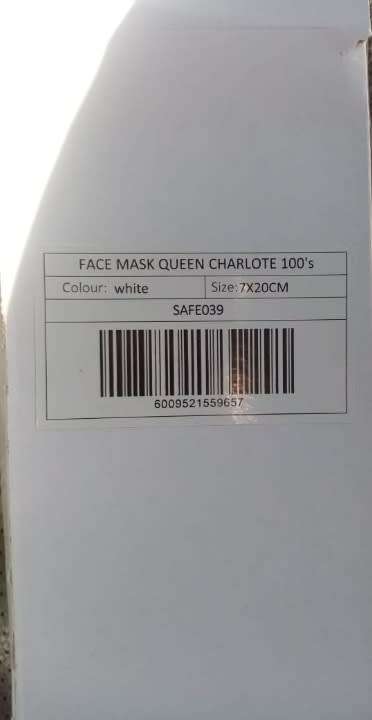 FACE MASK QUEEN CHARLOTE 100's
Colour: white Size:7X20CM
SAFE039
6009521559657